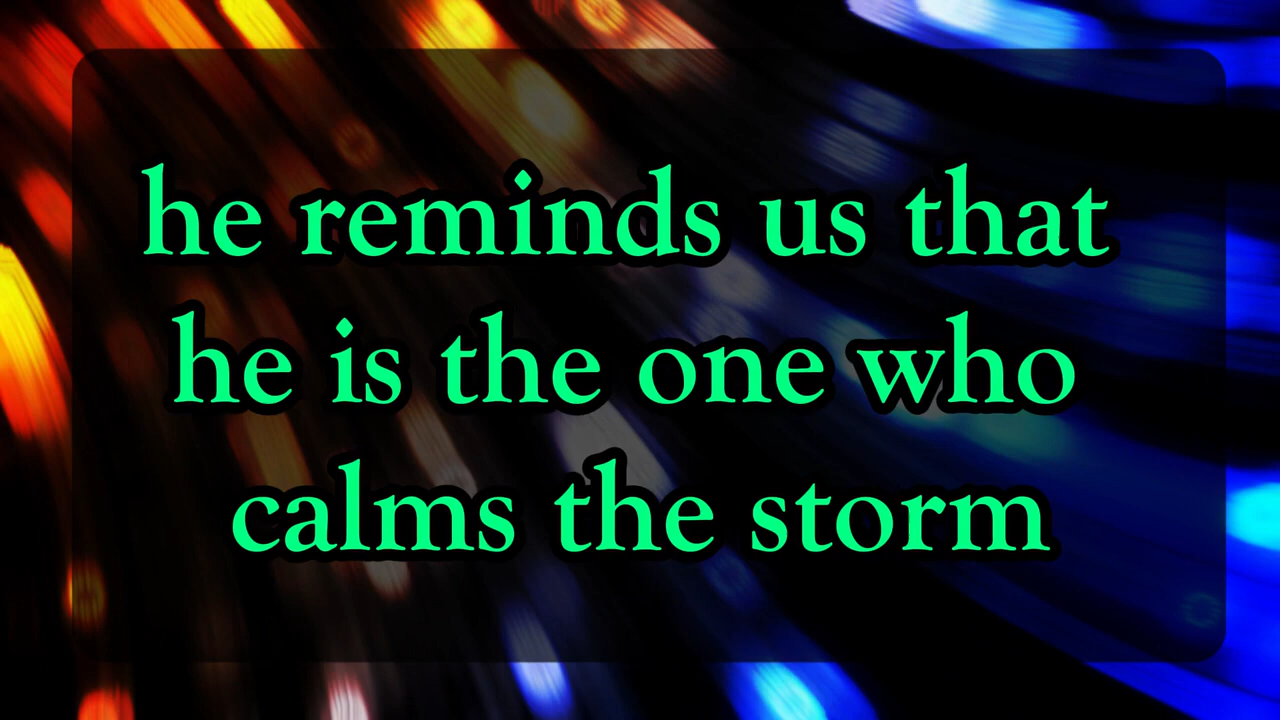 he reminds us that
he is the one who
calms the storm